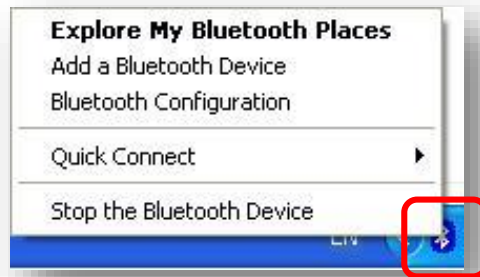 Explore My Bluetooth Places
Add a Bluetooth Device
Bluetooth Configuration
Quick Connect
Stop the Bluetooth Device
EN